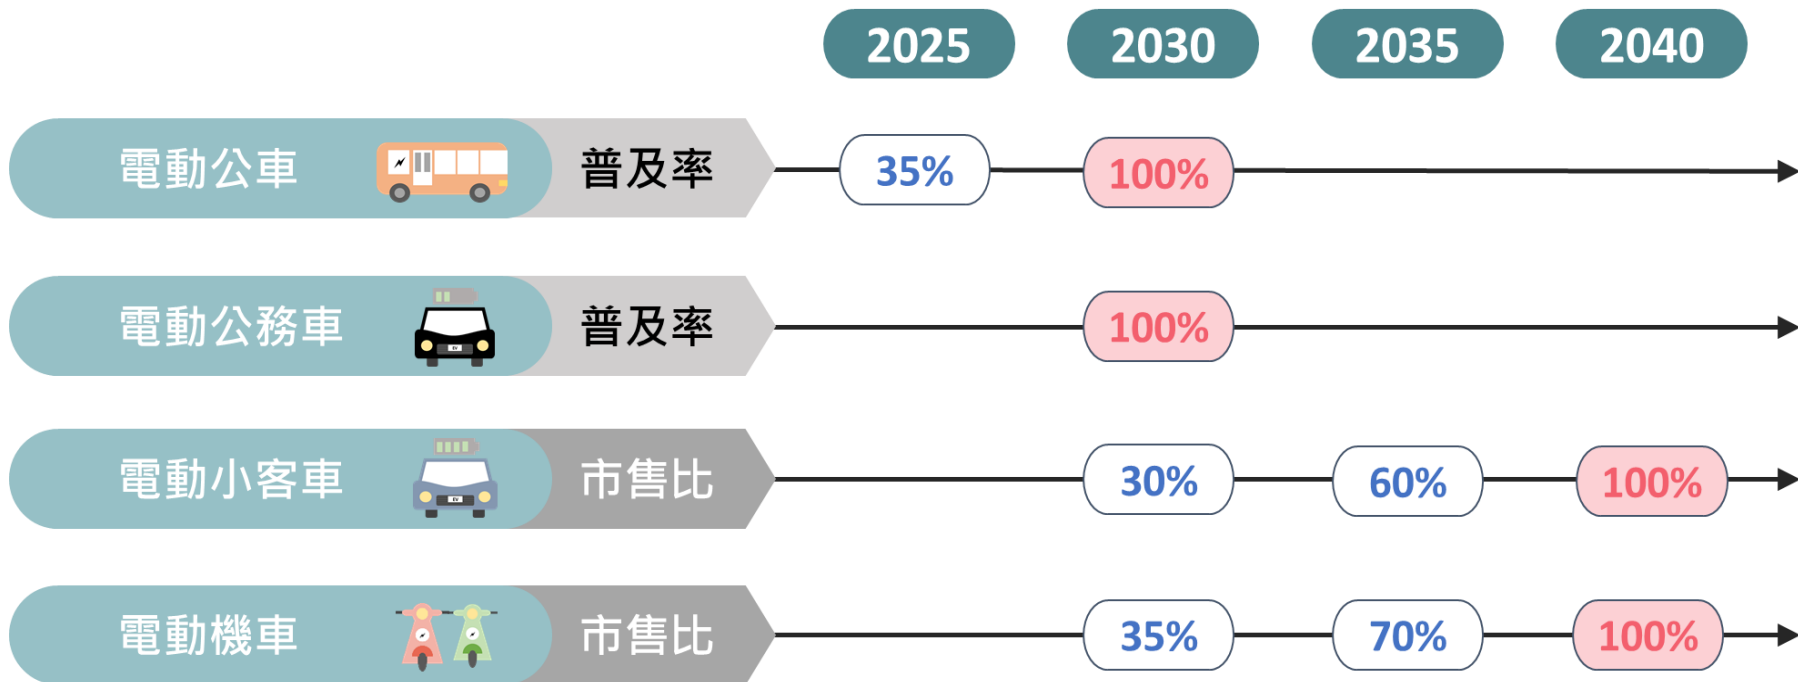 2025 2030 2035 2040
電動公車 普及率 35% 100%
電動公務車 普及率 100%
電動小客車 市售比 30% 60% 100%
電動機車 市售比 35% 70% 100%